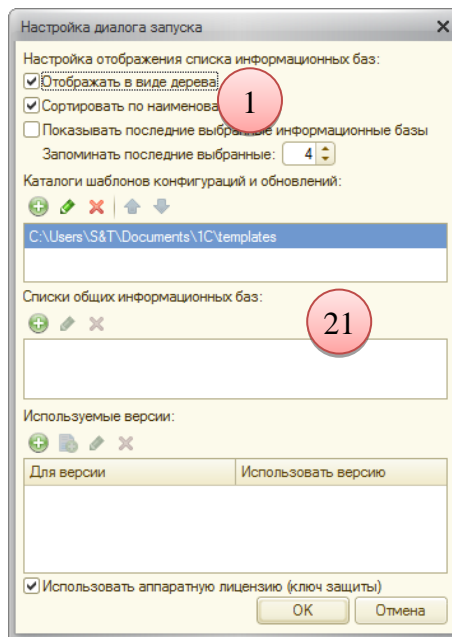 Настройка диалога запуска
Настройка отображения списка информационных баз:
Отображать в виде дерева
Сортировать по
1
Показывать последние выбранные информационные базы
Запоминать последние выбранные: 4
Каталоги шаблонов конфигураций и обновлений:
C:\Users\S&T\Documents\1C\templates
Списки общих информационных баз:
21
Используемые версии:
Для версии Использовать версию
Использовать аппаратную лицензию (ключ защиты)
OK Отмена